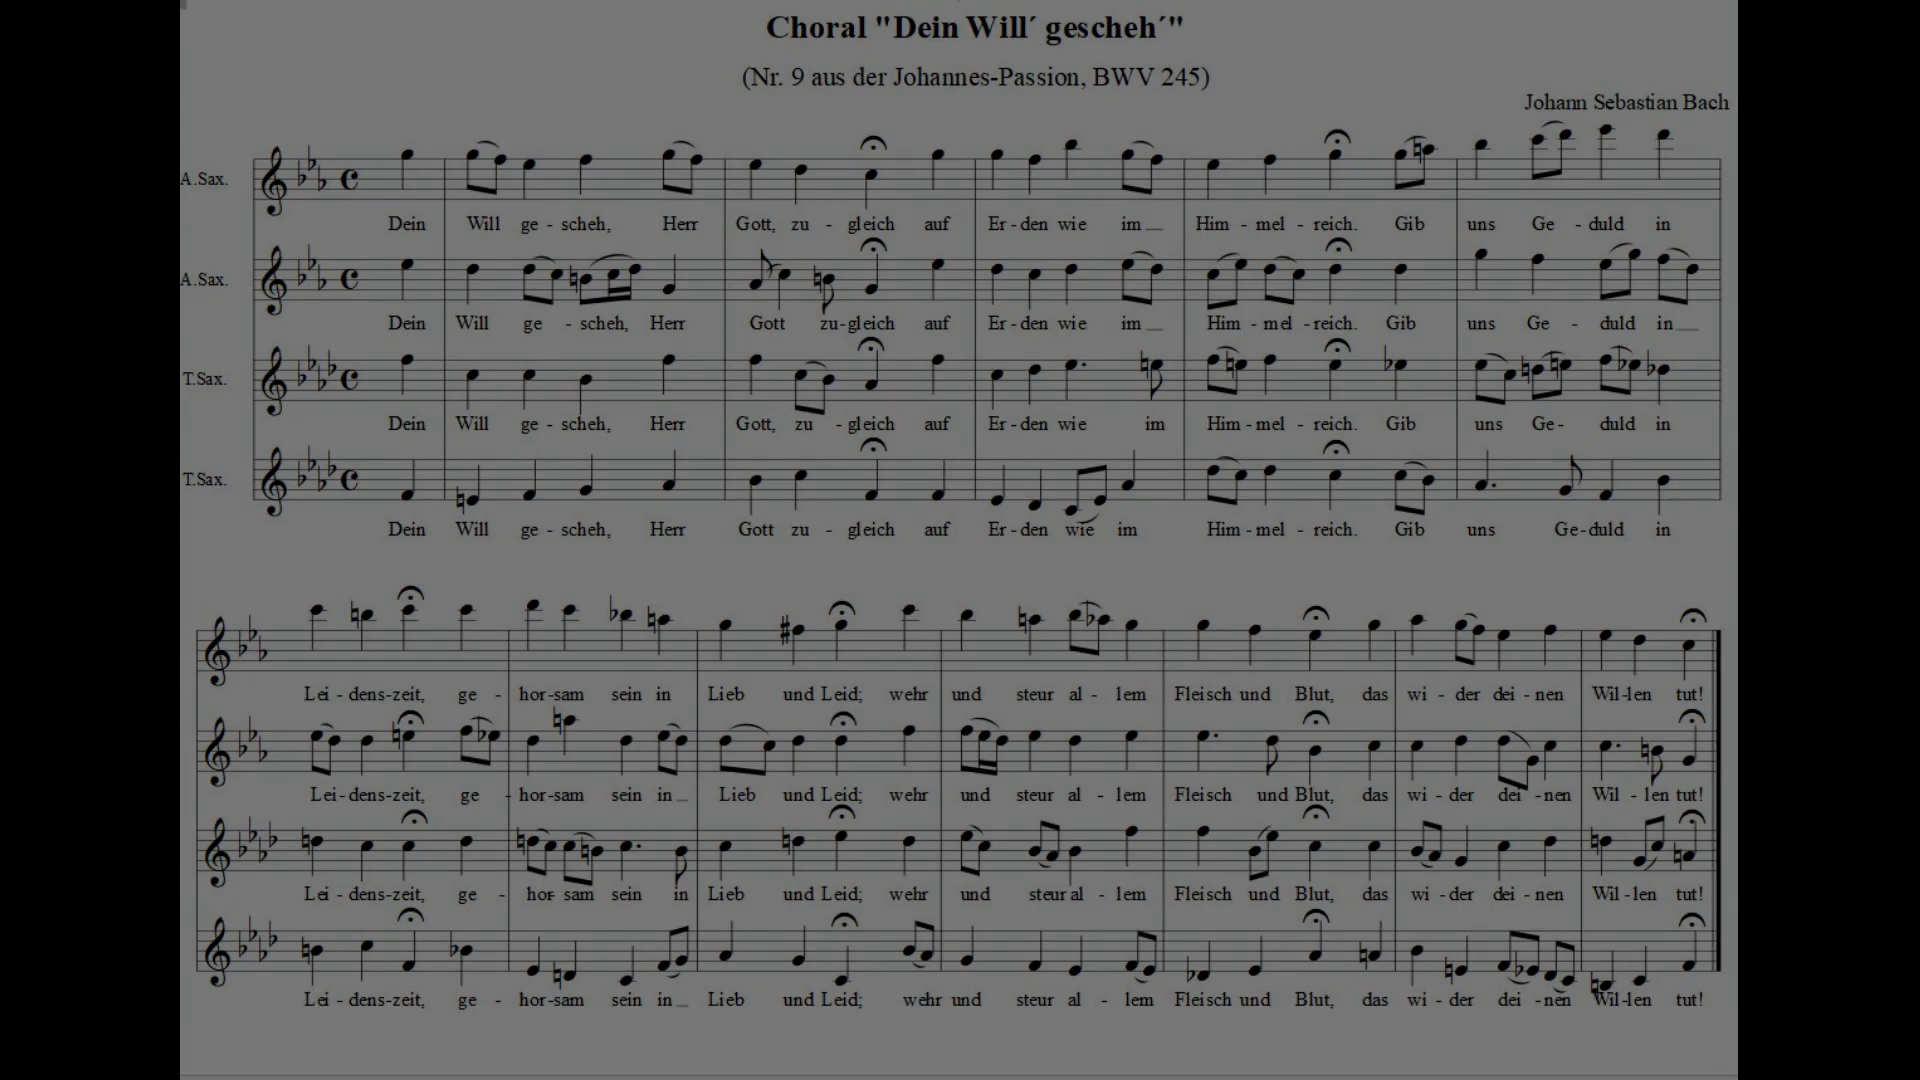 Choral "Dein Will´ gescheh´"
(Nr. 9 aus der Johannes-Passion, BWV 245)
Johann Sebastian Bach
A.Sax.
Dein Will ge - scheh, Herr Gott, zu - gleich auf Er - den wie im Him - mel - reich. Gib uns Ge - duld in
A.Sax.
Dein Will ge - scheh, Herr Gott zu - gleich auf Er - den wie im Him - mel - reich. Gib uns Ge - duld in
T.Sax.
Dein Will ge - scheh, Herr Gott, zu - gleich auf Er - den wie im Him - mel - reich. Gib uns Ge - duld in
T.Sax.
Dein Will ge - scheh, Herr Gott zu - gleich auf Er - den wie im Him - mel - reich. Gib uns Ge - duld in
Lei - dens - zeit, ge - hor - sam sein in Lieb und Leid; wehr und steur al - lem Fleisch und Blut, das wi - der dei - nen Wil - len tut!
Lei - dens - zeit, ge - hor - sam sein in Lieb und Leid; wehr und steur al - lem Fleisch und Blut, das wi - der dei - nen Wil - len tut!
Lei - dens - zeit, ge - hor - sam sein in Lieb und Leid; wehr und steur al - lem Fleisch und Blut, das wi - der dei - nen Wil - len tut!
Lei - dens - zeit, ge - hor - sam sein in Lieb und Leid; wehr und steur al - lem Fleisch und Blut, das wi - der dei - nen Wil - len tut!